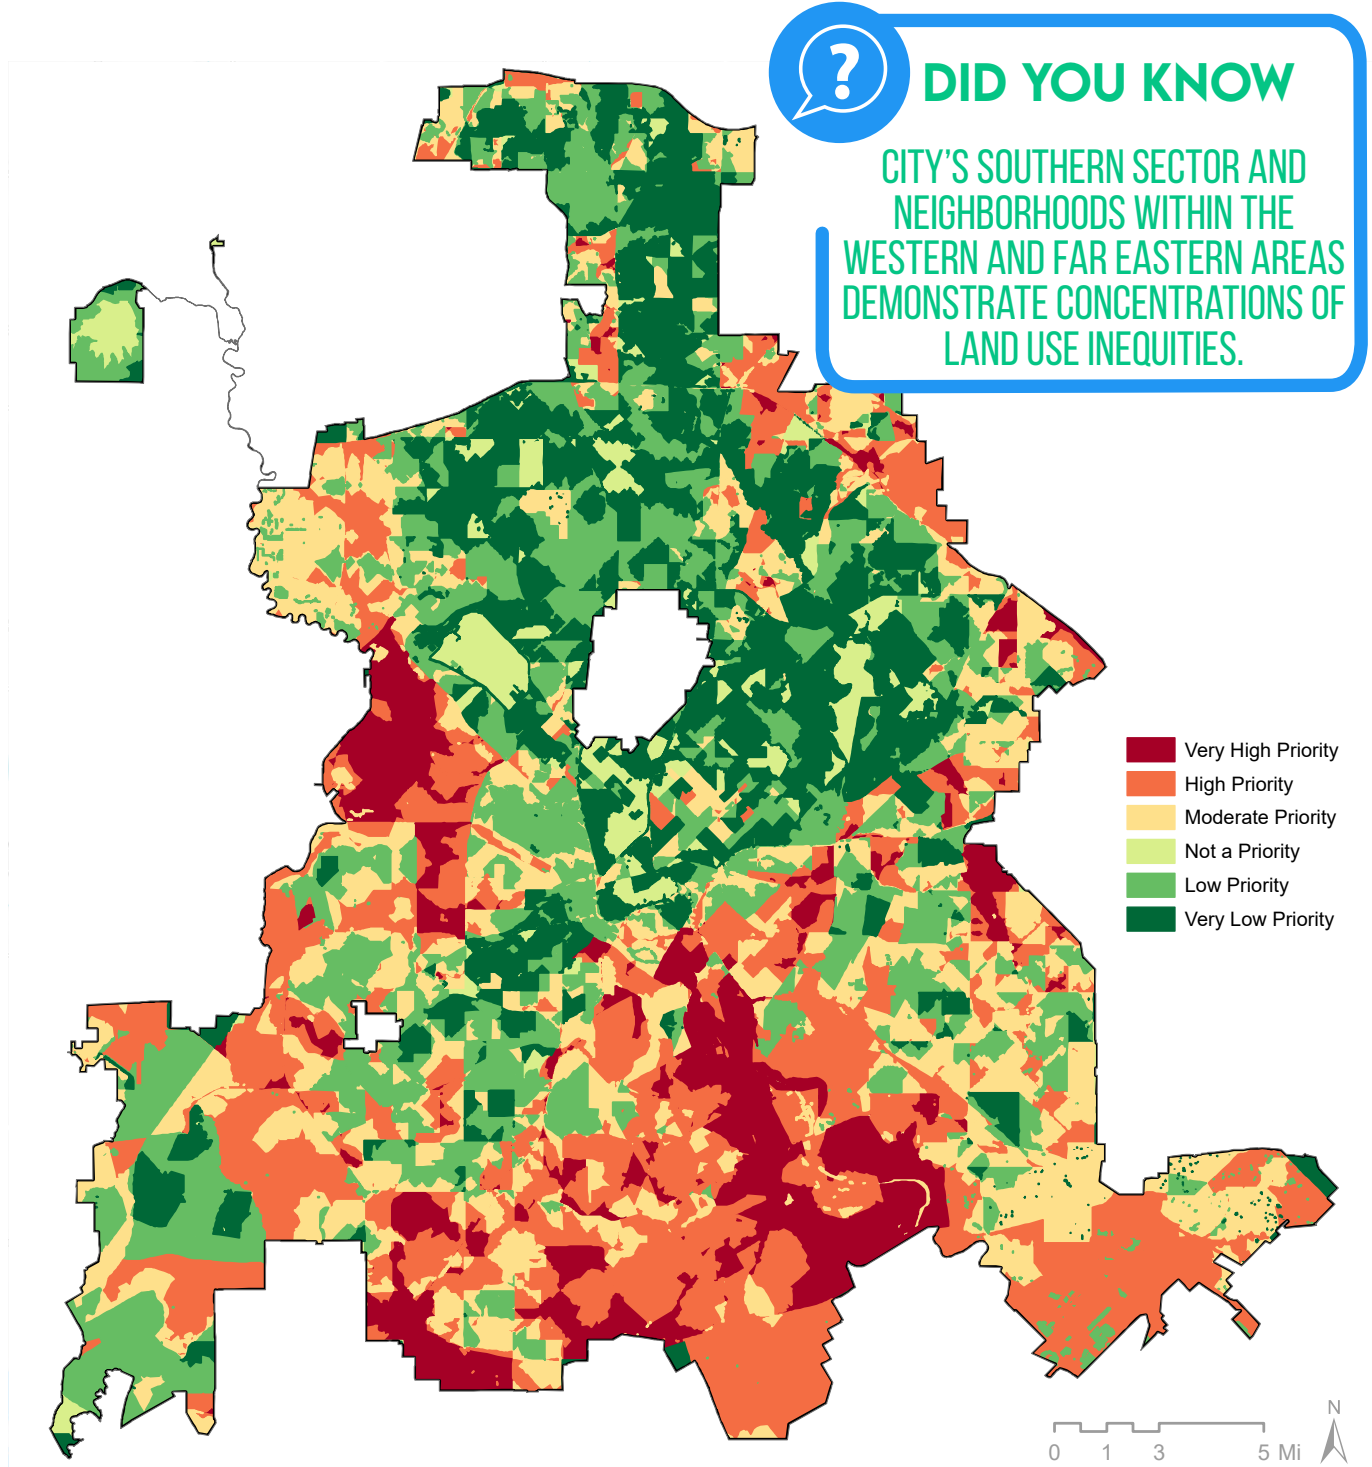 ?
DID YOU KNOW
CITY'S SOUTHERN SECTOR AND
NEIGHBORHOODS WITHIN THE
WESTERN AND FAR EASTERN AREAS
DEMONSTRATE CONCENTRATIONS OF
LAND USE INEQUITIES.
Very High Priority
High Priority
Moderate Priority
Not a Priority
Low Priority
Very Low Priority
N
0 1 3 5 Mi